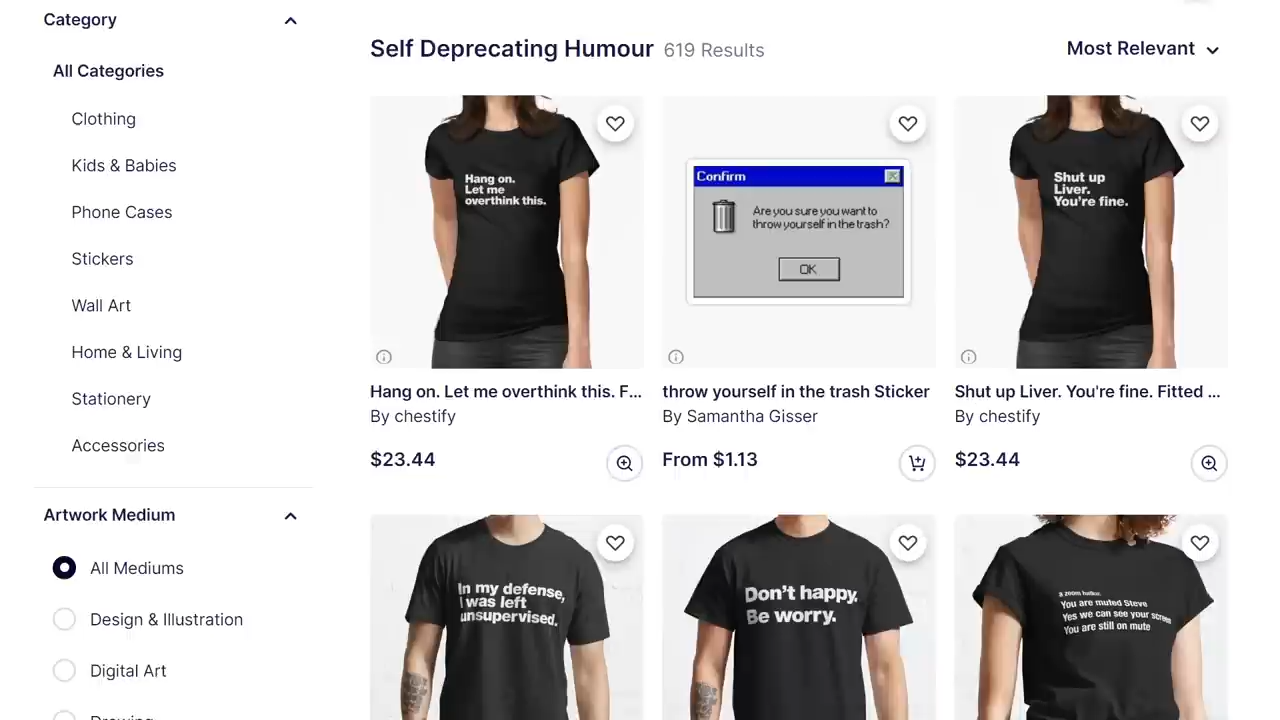 Category
All Categories
Clothing
Kids & Babies
Phone Cases
Stickers
Wall Art
Home & Living
Stationery
Accessories
Artwork Medium
All Mediums
Design & Illustration
Digital Art
Drawing
Self Deprecating Humour 619 Results
Most Relevant
Hang on.
Let me
overthink this.
Confirm
Are you sure you want to
throw yourself in the trash?
OK
Shut up
Liver.
You're fine.
Hang on. Let me overthink this. F...
By chestify
$23.44
throw yourself in the trash Sticker
By Samantha Gisser
From $1.13
Shut up Liver. You're fine. Fitted ...
By chestify
$23.44
In my defense,
I was left
unsupervised.
Don't happy.
Be worry.
a zoom haiku.
You are muted Steve
Yes we can see your screen
You are still on mute